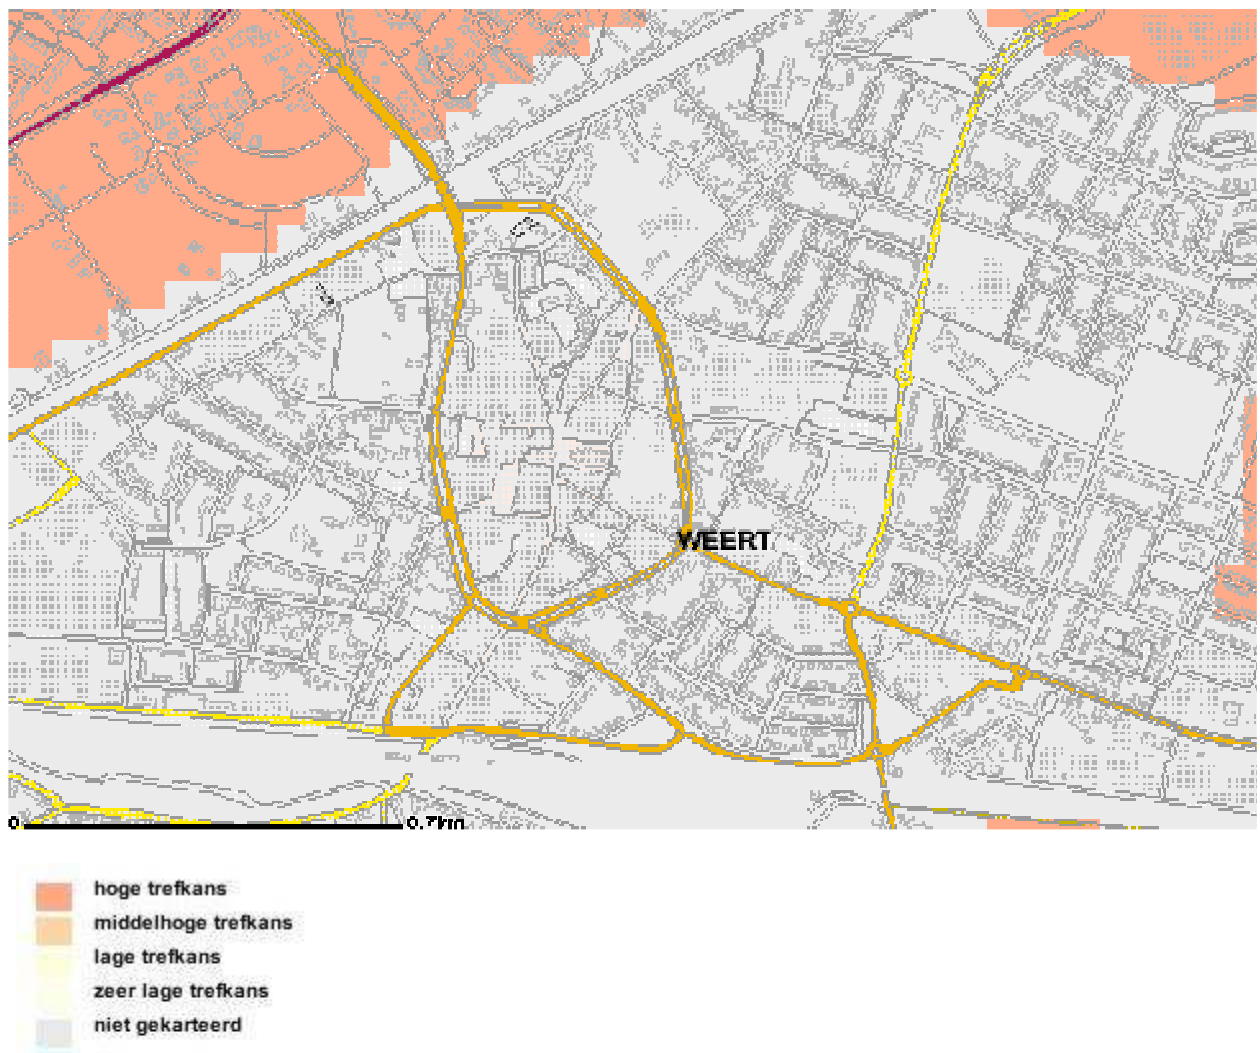 WEERT
0 0.7km
hoge trefkans
middelhoge trefkans
lage trefkans
zeer lage trefkans
niet gekarteerd